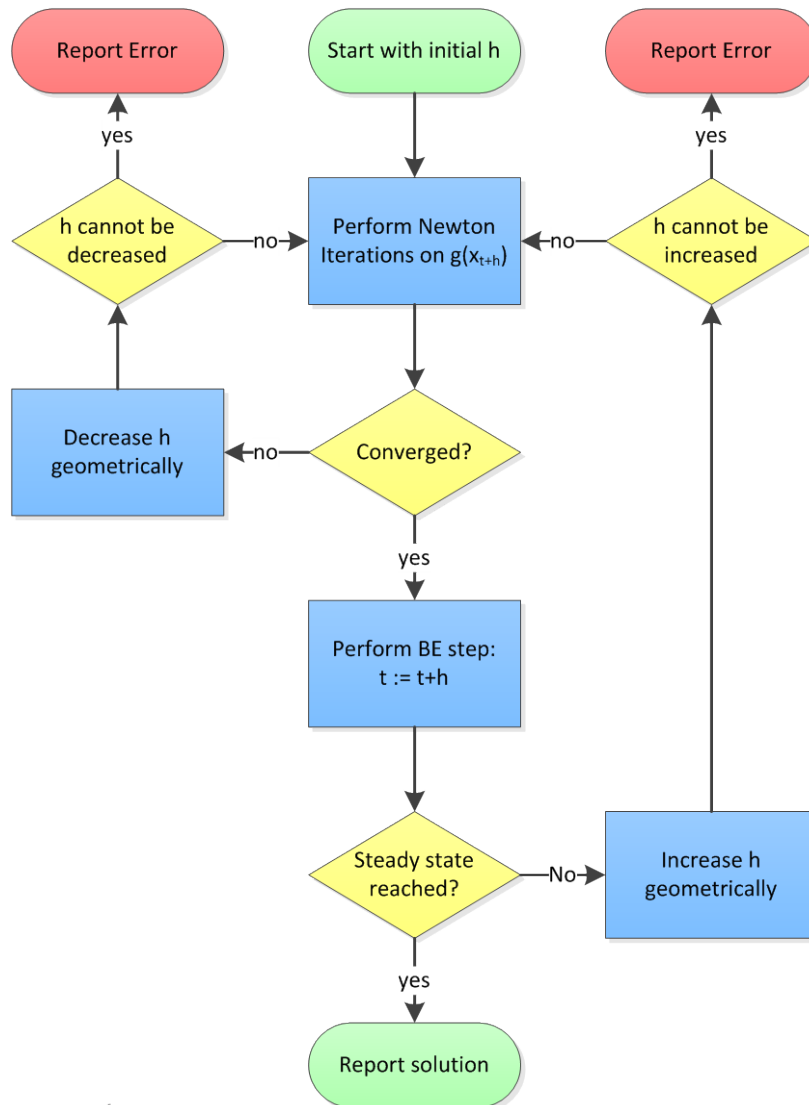 Report Error
Start with initial h
Report Error
yes
yes
h cannot be
decreased
no
Perform Newton
Iterations on g(xₜ₊ₕ)
no
h cannot be
increased
Decrease h
geometrically
no
Converged?
yes
Perform BE step:
t := t+h
Steady state
reached?
No
Increase h
geometrically
yes
Report solution